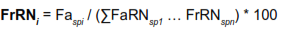 FrRNᵢ = Faₛₚᵢ / (∑FaRNₛₚ₁ … FrRNₛₚₙ) * 100